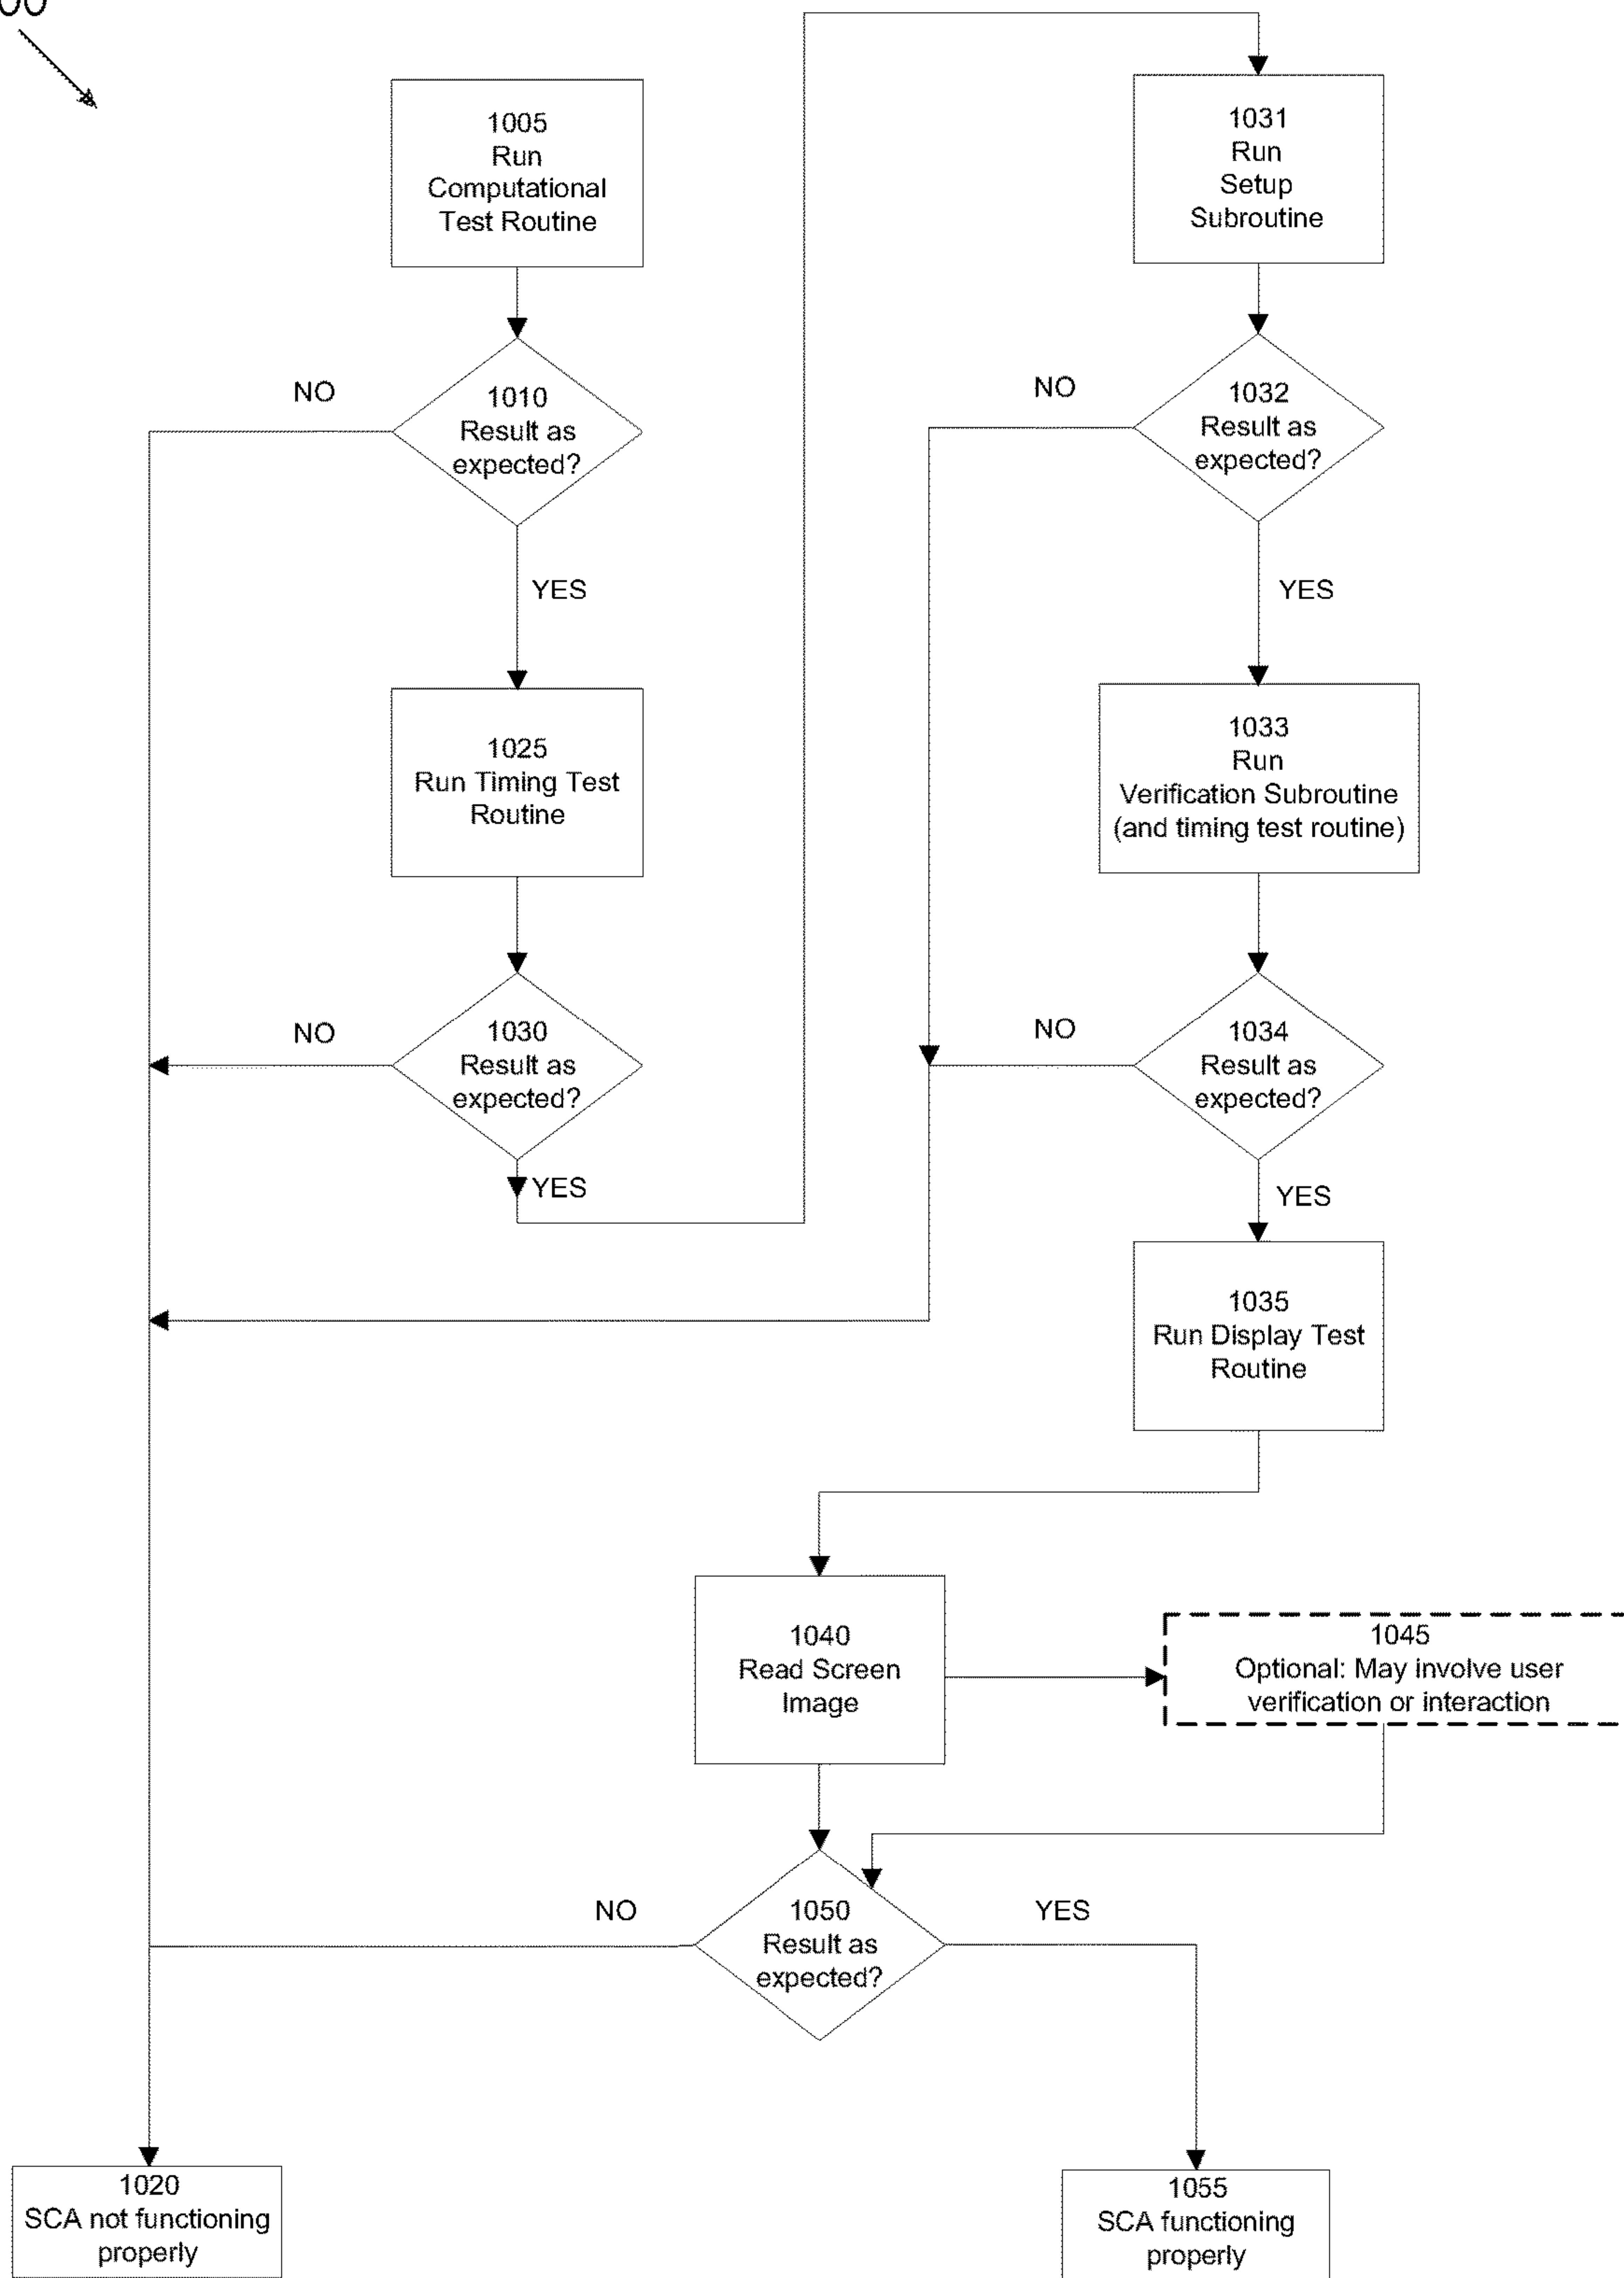 1005
Run
Computational
Test Routine
NO
1010
Result as
expected?
YES
1025
Run Timing Test
Routine
NO
1030
Result as
expected?
YES
1031
Run
Setup
Subroutine
NO
1032
Result as
expected?
YES
1033
Run
Verification Subroutine
(and timing test routine)
NO
1034
Result as
expected?
YES
1035
Run Display Test
Routine
1040
Read Screen
Image
1045
Optional: May involve user
verification or interaction
NO
1050
Result as
expected?
YES
1020
SCA not functioning
properly
1055
SCA functioning
properly